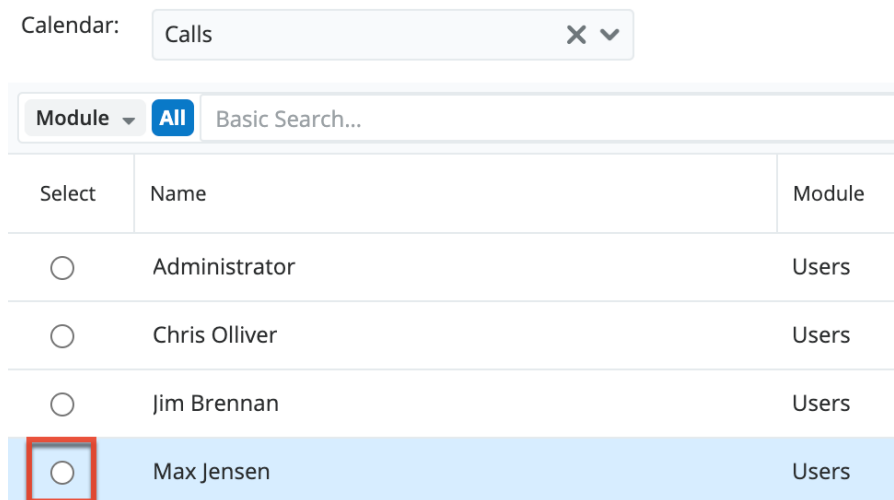 Calendar: Calls
Module All Basic Search...
Select Name Module
Administrator Users
Chris Olliver Users
Jim Brennan Users
Max Jensen Users